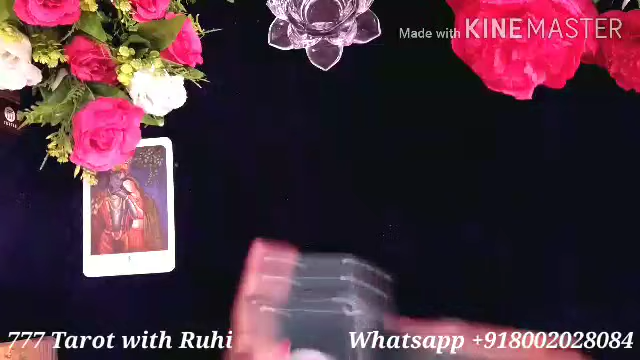 Made with KINEMASTER
777 Tarot with Ruhi
Whatsapp +918002028084